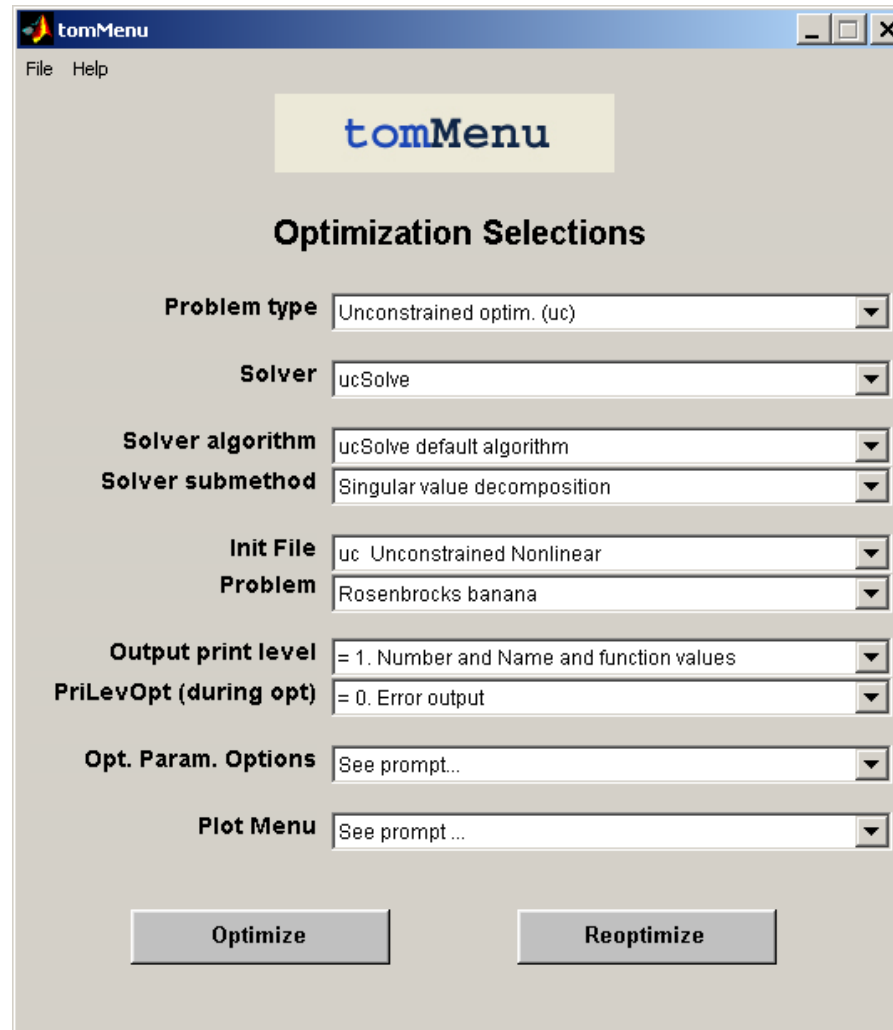 tomMenu
File Help
tomMenu
Optimization Selections
Problem type Unconstrained optim. (uc)
Solver ucSolve
Solver algorithm ucSolve default algorithm
Solver submethod Singular value decomposition
Init File uc Unconstrained Nonlinear
Problem Rosenbrocks banana
Output print level = 1. Number and Name and function values
PriLevOpt (during opt) = 0. Error output
Opt. Param. Options See prompt...
Plot Menu See prompt ...
Optimize Reoptimize